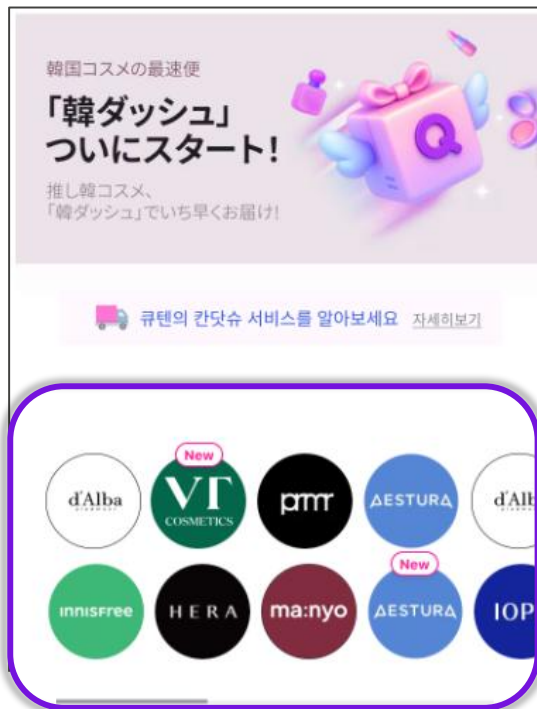 韓国コスメの最速便
「韓ダッシュ」
ついにスタート!
推し韓コスメ、
「韓ダッシュ」でいち早くお届け!
Q
큐텐의 칸닷슈 서비스를 알아보세요 자세히보기
New
d'Alba VT COSMETICS prmr AESTURA d'Alb
New
innisfree HERA ma:nyo AESTURA IOP